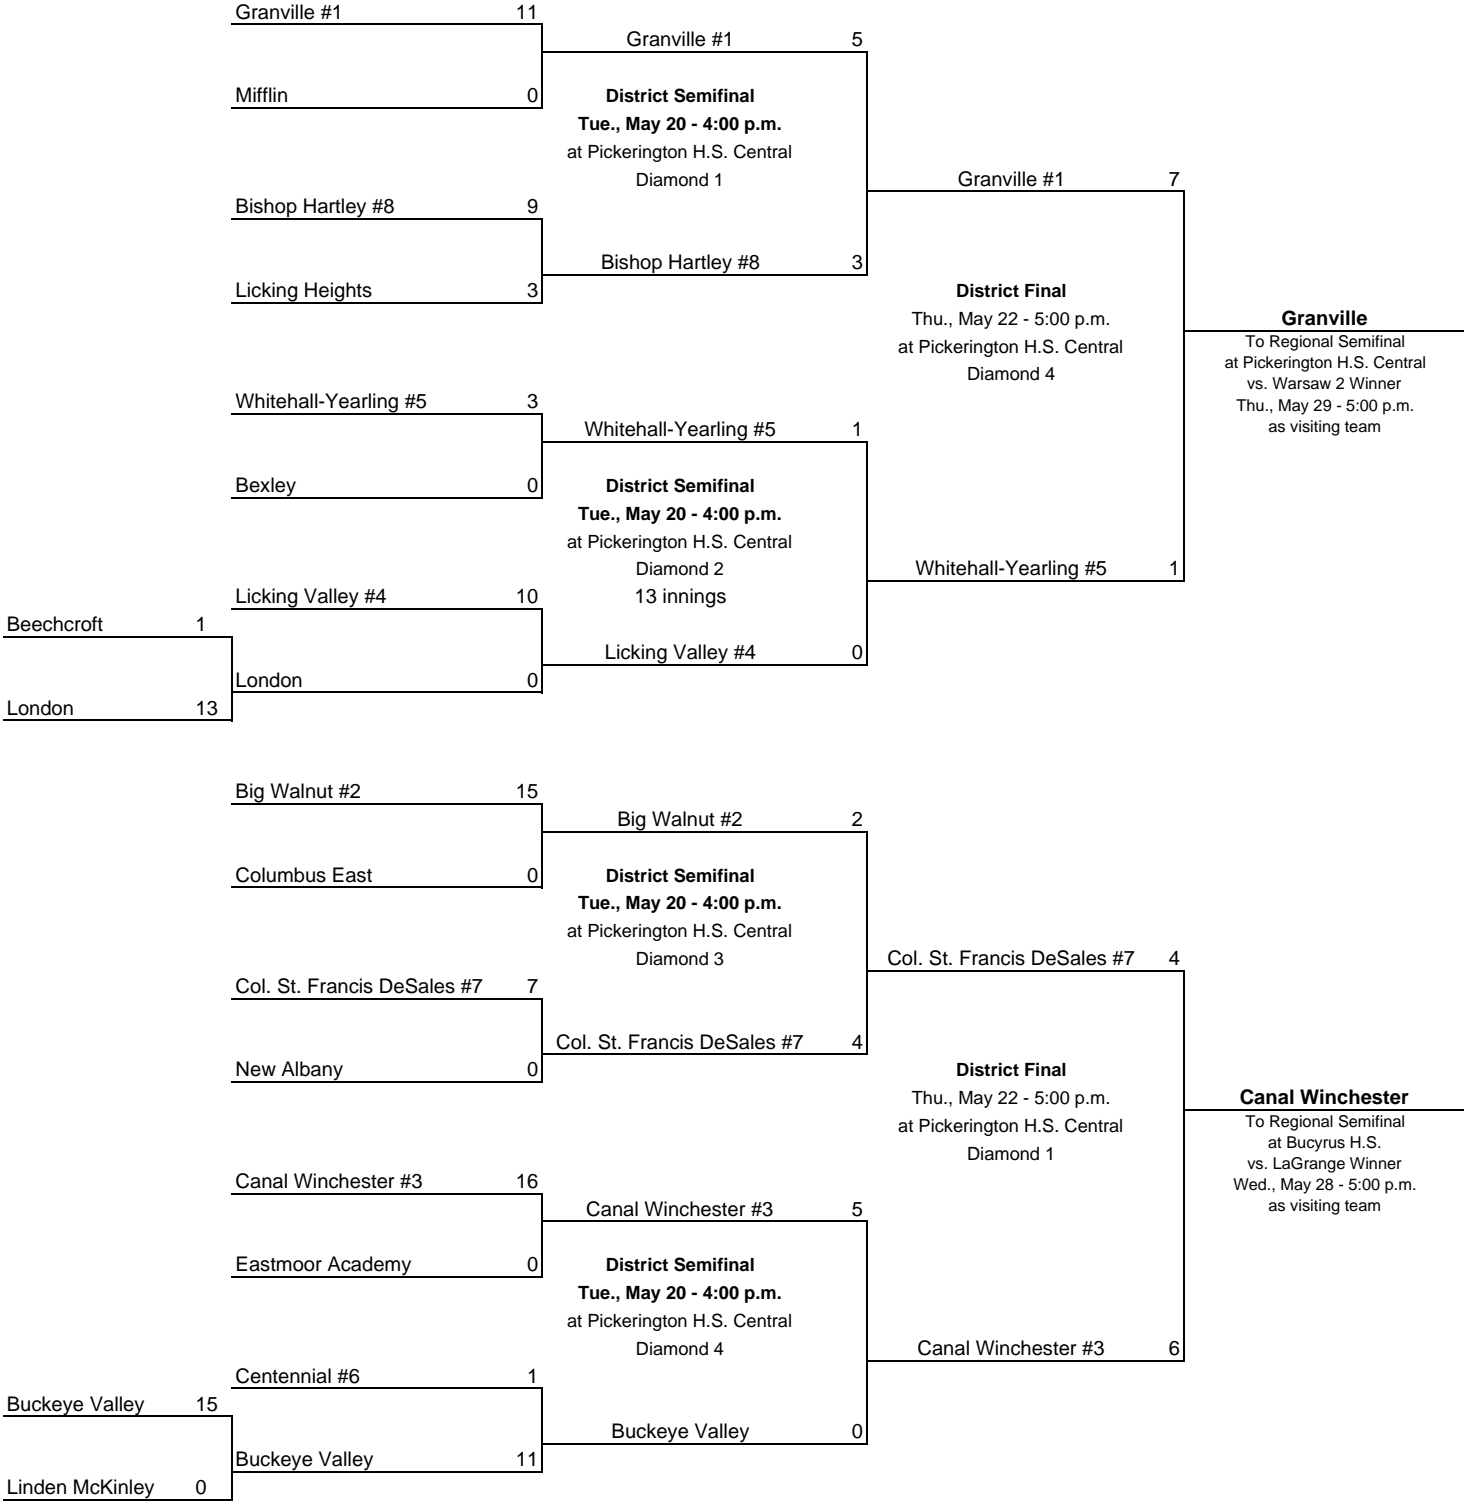 Granville #1 11
Granville #1 5
Mifflin 0
District Semifinal
Tue., May 20 - 4:00 p.m.
at Pickerington H.S. Central
Diamond 1
Granville #1 7
Bishop Hartley #8 9
Bishop Hartley #8 3
Licking Heights 3
District Final
Thu., May 22 - 5:00 p.m.
at Pickerington H.S. Central
Diamond 4
Granville
To Regional Semifinal
at Pickerington H.S. Central
vs. Warsaw 2 Winner
Thu., May 29 - 5:00 p.m.
as visiting team
Whitehall-Yearling #5 3
Whitehall-Yearling #5 1
Bexley 0
District Semifinal
Tue., May 20 - 4:00 p.m.
at Pickerington H.S. Central
Diamond 2
13 innings
Whitehall-Yearling #5 1
Licking Valley #4 10
Beechcroft 1
Licking Valley #4 0
London 0
London 13
Big Walnut #2 15
Big Walnut #2 2
Columbus East 0
District Semifinal
Tue., May 20 - 4:00 p.m.
at Pickerington H.S. Central
Diamond 3
Col. St. Francis DeSales #7 4
Col. St. Francis DeSales #7 7
Col. St. Francis DeSales #7 4
New Albany 0
District Final
Thu., May 22 - 5:00 p.m.
at Pickerington H.S. Central
Diamond 1
Canal Winchester
To Regional Semifinal
at Bucyrus H.S.
vs. LaGrange Winner
Wed., May 28 - 5:00 p.m.
as visiting team
Canal Winchester #3 16
Canal Winchester #3 5
Eastmoor Academy 0
District Semifinal
Tue., May 20 - 4:00 p.m.
at Pickerington H.S. Central
Diamond 4
Canal Winchester #3 6
Centennial #6 1
Buckeye Valley 15
Buckeye Valley 0
Buckeye Valley 11
Linden McKinley 0